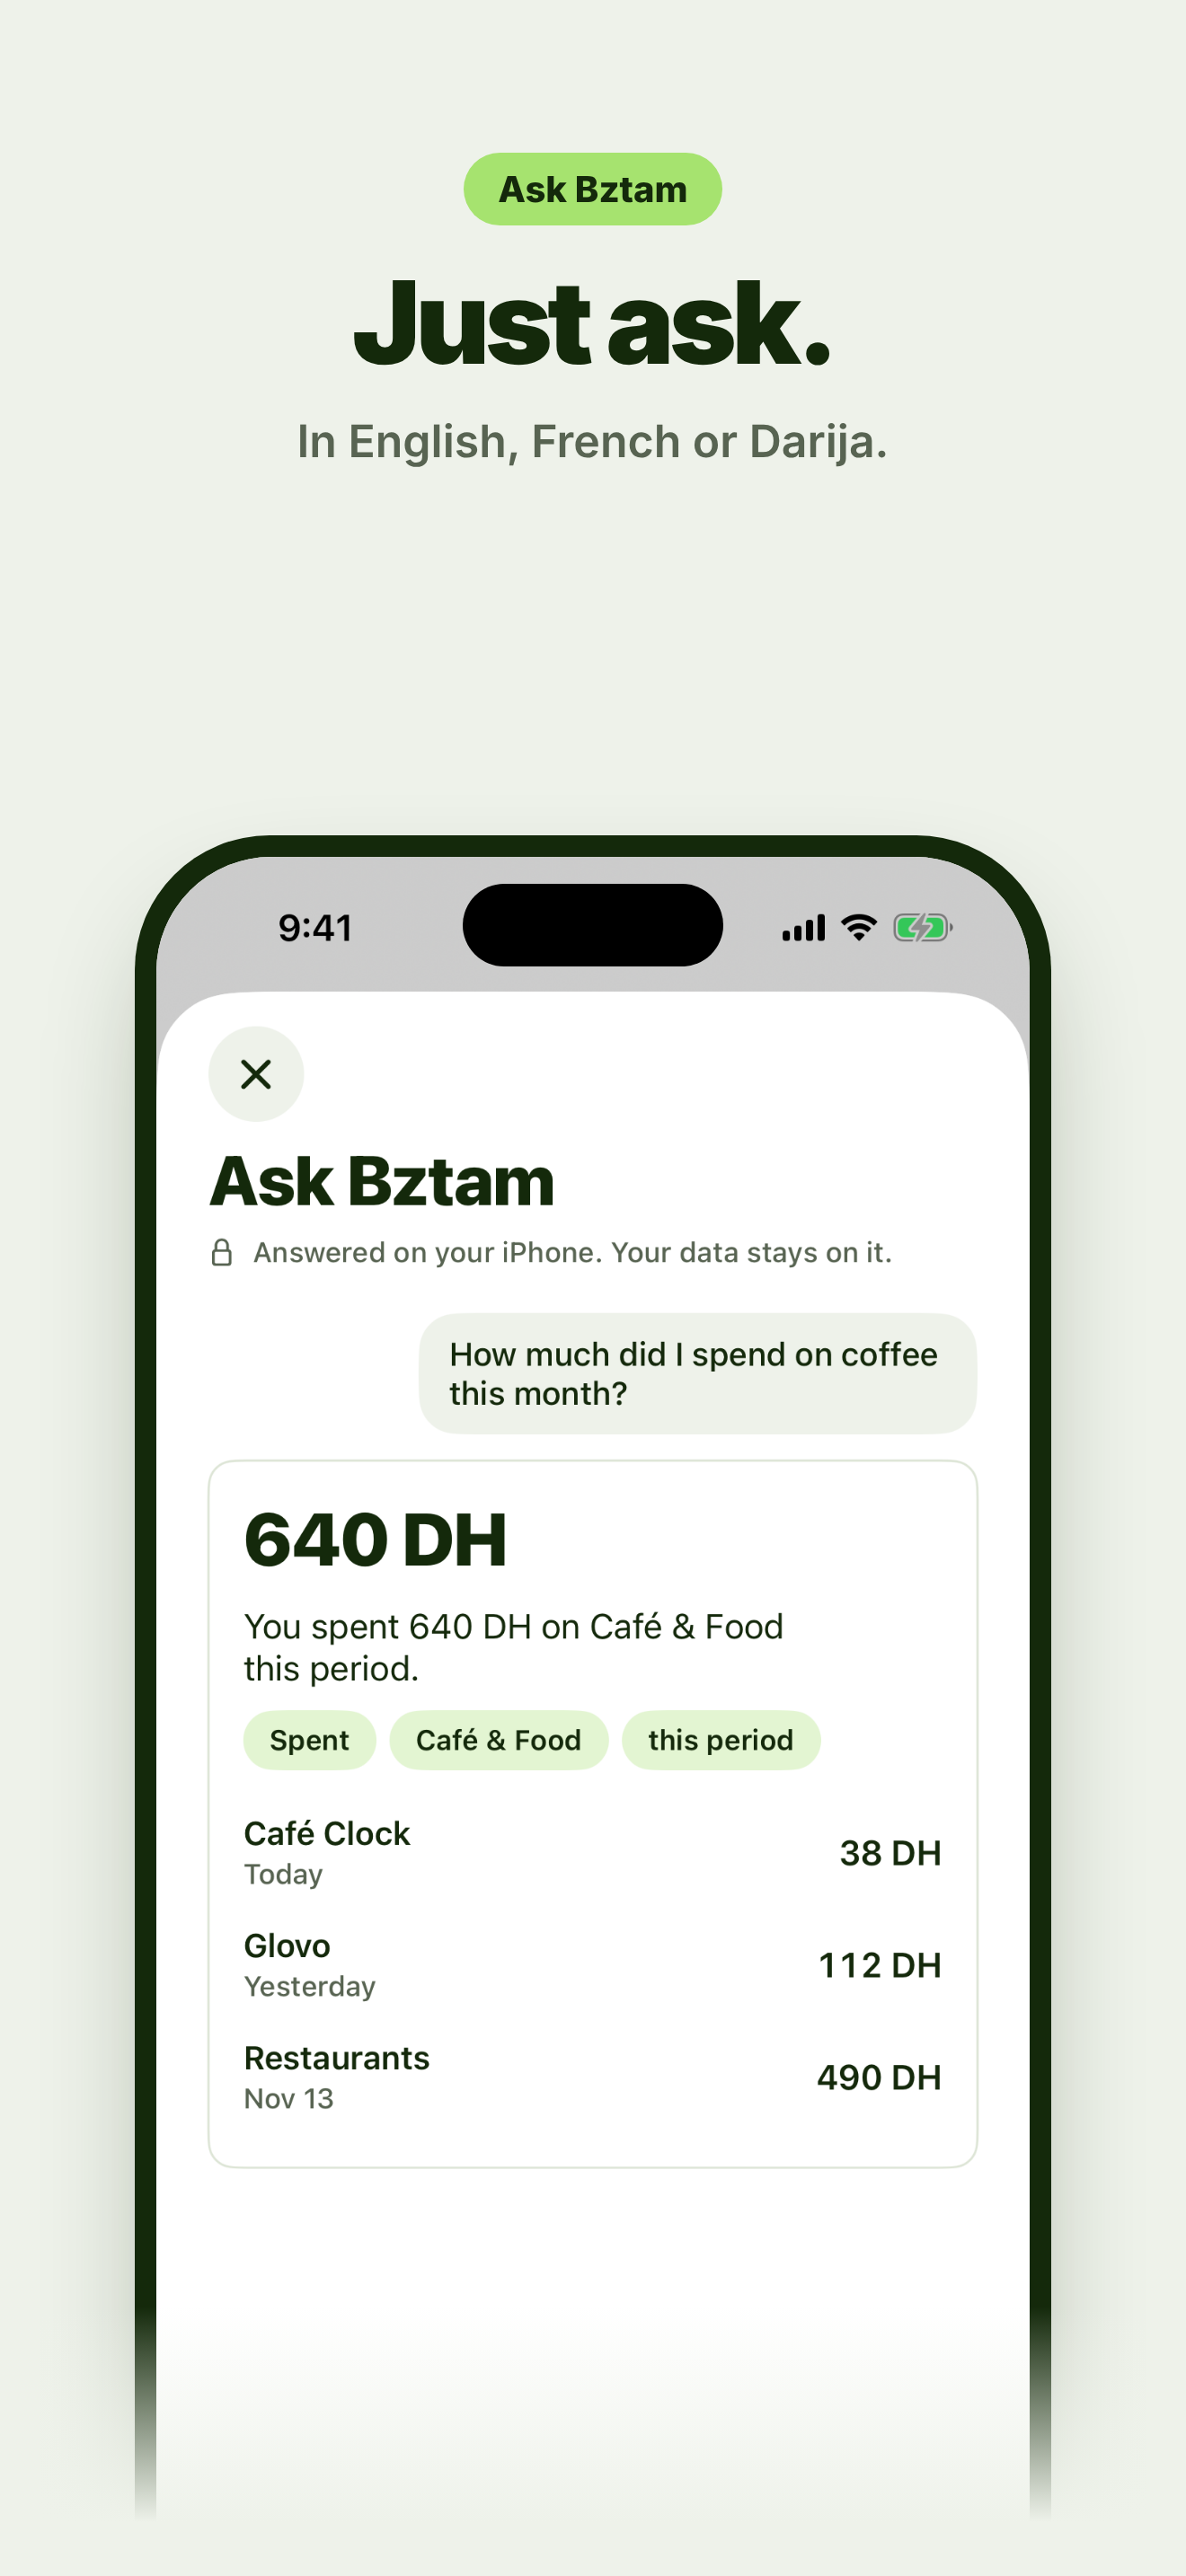 Ask Bztam
Just ask.
In English, French or Darija.
9:41
Ask Bztam
Answered on your iPhone. Your data stays on it.
How much did I spend on coffee
this month?
640 DH
You spent 640 DH on Café & Food
this period.
Spent Café & Food this period
Café Clock
Today
38 DH
Glovo
Yesterday
112 DH
Restaurants
Nov 13
490 DH